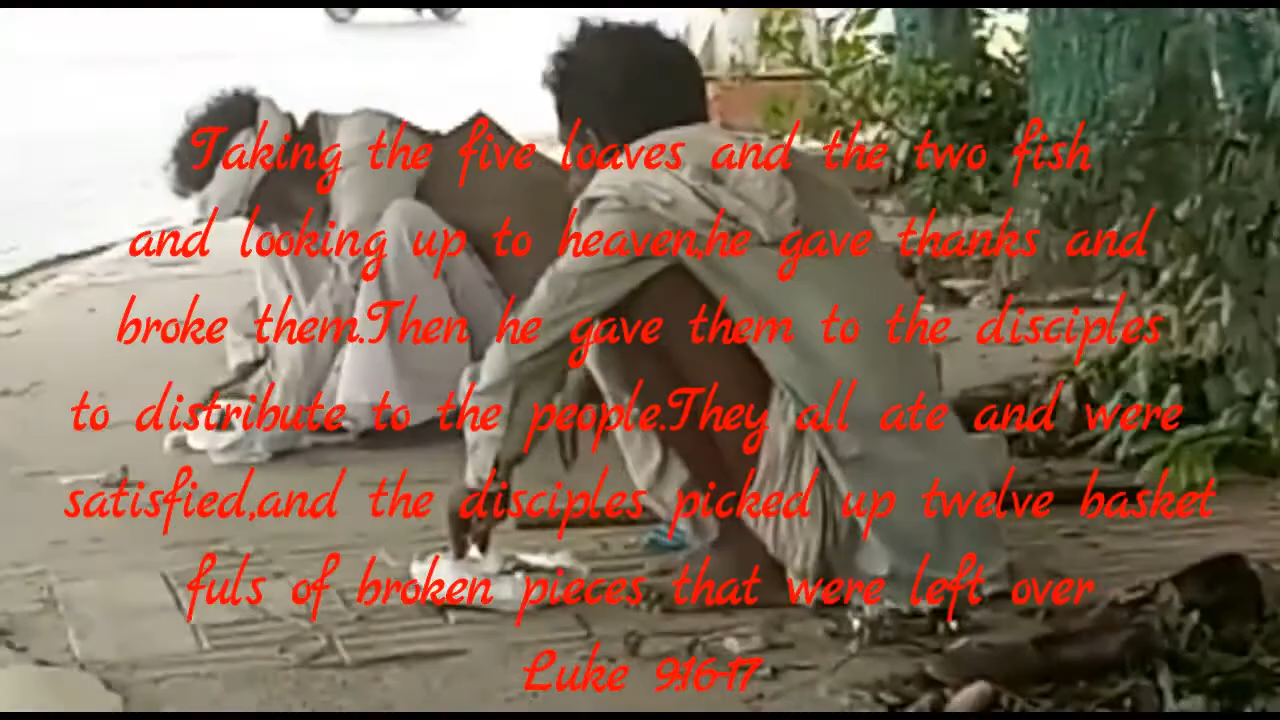 Taking the five loaves and the two fish
and looking up to heaven,he gave thanks and
broke them.Then he gave them to the disciples
to distribute to the people.They all ate and were
satisfied,and the disciples picked up twelve basket
fuls of broken pieces that were left over
Luke 9:16-17